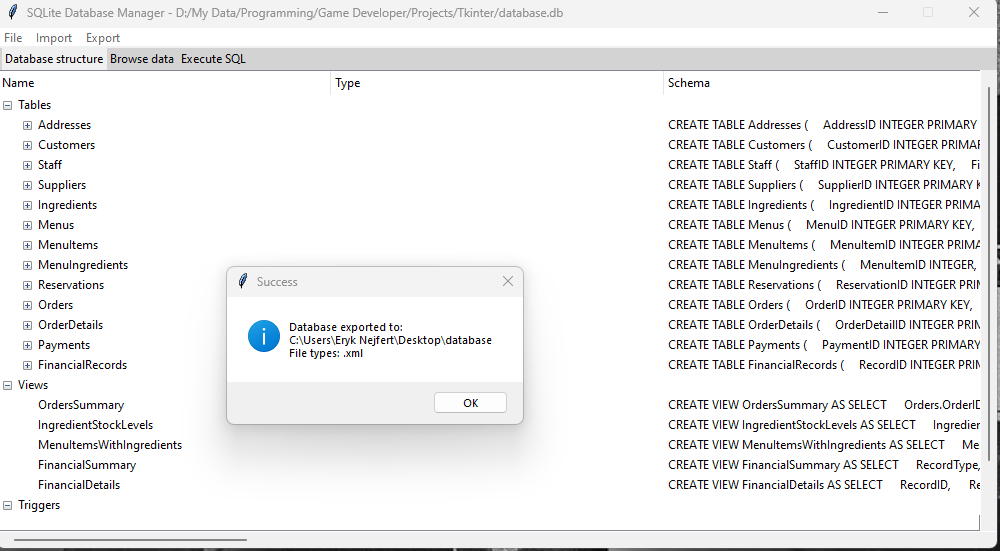 SQLite Database Manager - D:/My Data/Programming/Game Developer/Projects/Tkinter/database.db
File Import Export
Database structure Browse data Execute SQL
Name Type Schema
Tables
Addresses CREATE TABLE Addresses ( AddressID INTEGER PRIMARY
Customers CREATE TABLE Customers ( CustomerID INTEGER PRIMAR
Staff CREATE TABLE Staff ( StaffID INTEGER PRIMARY KEY, Fi
Suppliers CREATE TABLE Suppliers ( SupplierID INTEGER PRIMARY K
Ingredients CREATE TABLE Ingredients ( IngredientID INTEGER PRIMAR
Menus CREATE TABLE Menus ( MenuID INTEGER PRIMARY KEY,
MenuItems CREATE TABLE MenuItems ( MenuItemID INTEGER PRIMA
MenuIngredients CREATE TABLE MenuIngredients ( MenuItemID INTEGER,
Reservations CREATE TABLE Reservations ( ReservationID INTEGER PRIM
Orders CREATE TABLE Orders ( OrderID INTEGER PRIMARY KEY,
OrderDetails CREATE TABLE OrderDetails ( OrderDetailID INTEGER PRIM
Payments CREATE TABLE Payments ( PaymentID INTEGER PRIMARY
FinancialRecords CREATE TABLE FinancialRecords ( RecordID INTEGER PRIM
Views
OrdersSummary CREATE VIEW OrdersSummary AS SELECT Orders.OrderID
IngredientStockLevels CREATE VIEW IngredientStockLevels AS SELECT Ingredien
MenuItemsWithIngredients CREATE VIEW MenuItemsWithIngredients AS SELECT Me
FinancialSummary CREATE VIEW FinancialSummary AS SELECT RecordType,
FinancialDetails CREATE VIEW FinancialDetails AS SELECT RecordID, Re
Triggers
Success
Database exported to:
C:\Users\Eryk Nejfert\Desktop\database
File types: .xml
OK